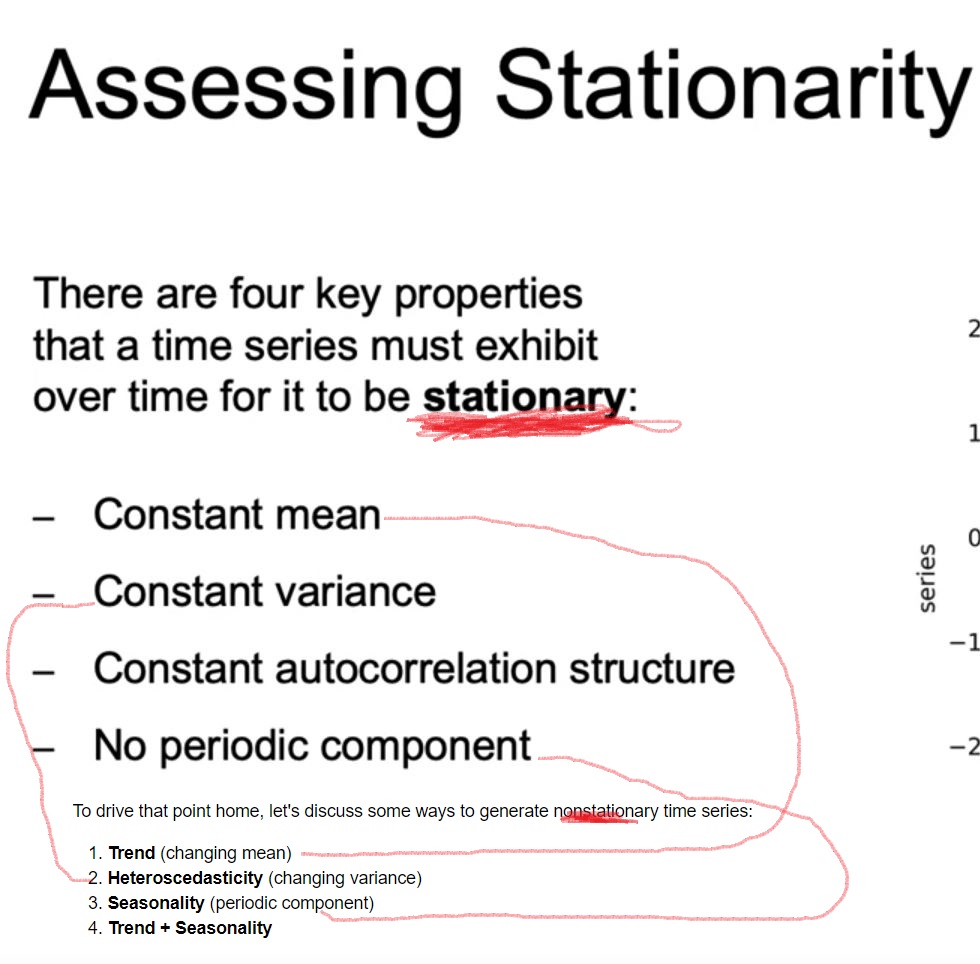 Assessing Stationarity
There are four key properties
that a time series must exhibit
over time for it to be stationary:
– Constant mean
– Constant variance
– Constant autocorrelation structure
– No periodic component
To drive that point home, let's discuss some ways to generate nonstationary time series:
1. Trend (changing mean)
2. Heteroscedasticity (changing variance)
3. Seasonality (periodic component)
4. Trend + Seasonality
2
1
0
−1
−2
series